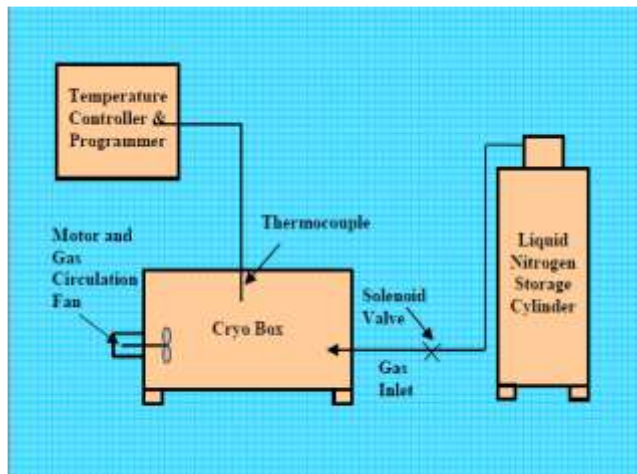 Temperature
Controller &
Programmer
Thermocouple
Motor and
Gas
Circulation
Fan
Cryo Box
Solenoid
Valve
Gas
Inlet
Liquid
Nitrogen
Storage
Cylinder